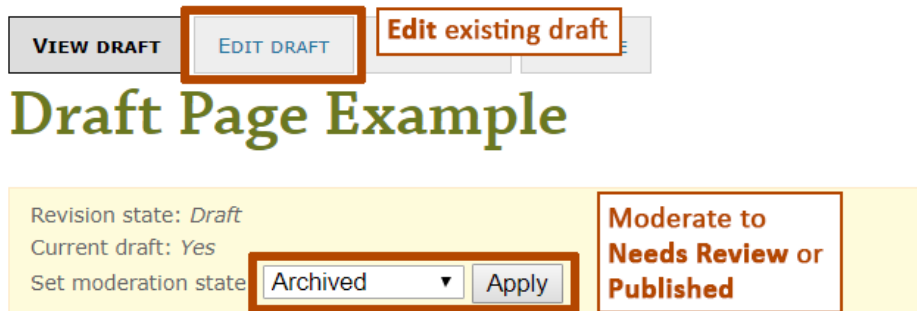 VIEW DRAFT EDIT DRAFT Edit existing draft
Draft Page Example
Revision state: Draft
Current draft: Yes
Set moderation state Archived Apply
Moderate to
Needs Review or
Published